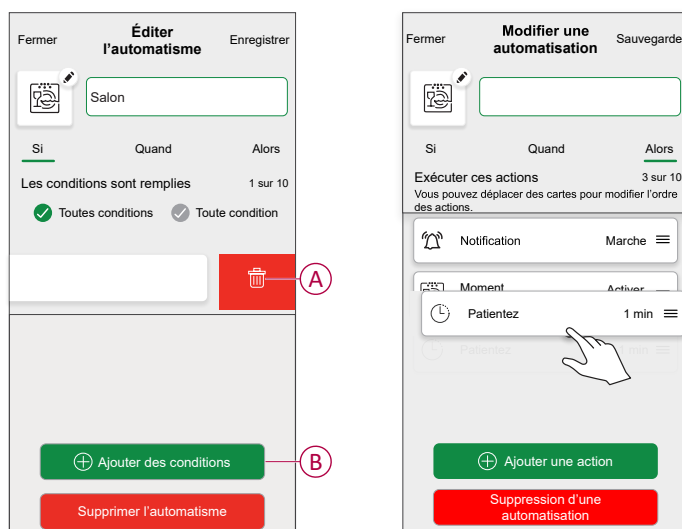 Fermer
Éditer
l'automatisme
Enregistrer
Salon
Si Quand Alors
Les conditions sont remplies 1 sur 10
Toutes conditions Toute condition
A
Ajouter des conditions
B
Supprimer l'automatisme
Fermer
Modifier une
automatisation
Sauvegarde
Si Quand Alors
Exécuter ces actions 3 sur 10
Vous pouvez déplacer des cartes pour modifier l'ordre
des actions.
Notification Marche
Moment Activer
Patientez 1 min
Patientez 1 min
Ajouter une action
Suppression d'une
automatisation